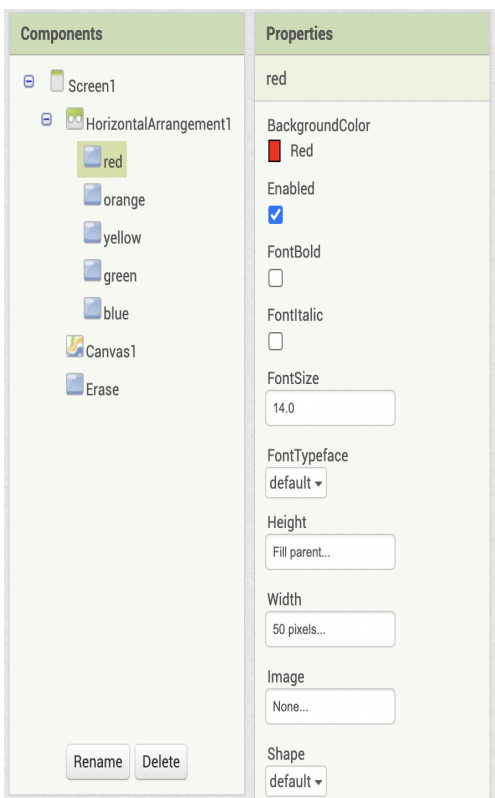 Components
Screen1
HorizontalArrangement1
red
orange
yellow
green
blue
Canvas1
Erase
Rename Delete
Properties
red
BackgroundColor
Red
Enabled
FontBold
FontItalic
FontSize
14.0
FontTypeface
default
Height
Fill parent...
Width
50 pixels...
Image
None...
Shape
default